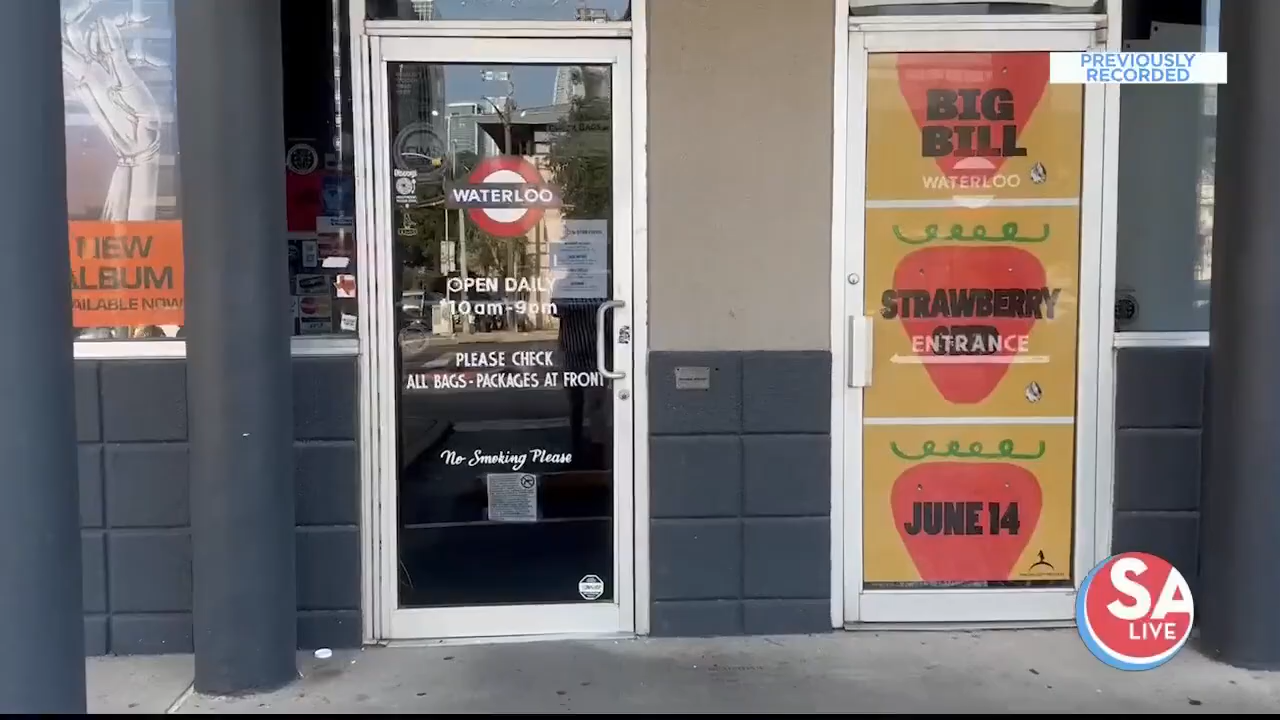 PREVIOUSLY
RECORDED
NEW
ALBUM
AILABLE NOW
WATERLOO
OPEN DAILY
10am-9pm
PLEASE CHECK
ALL BAGS-PACKAGES AT FRONT
No Smoking Please
BIG
BILL
WATERLOO
STRAWBERRY
ENTRANCE
JUNE 14
SA
LIVE